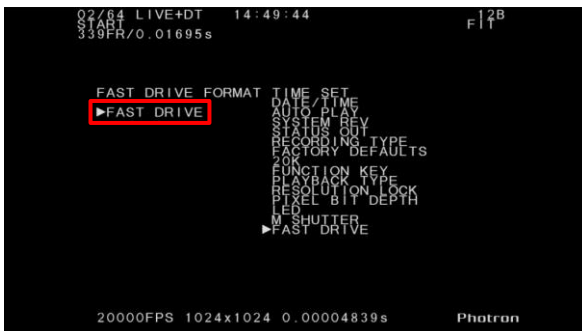 02/64 LIVE+DT 14:49:44 12B
START FIT
339FR/0.01695s
FAST DRIVE FORMAT TIME SET
DATE/TIME
▶FAST DRIVE AUTO PLAY
SYSTEM REV
STATUS OUT
RECORDING TYPE
FACTORY DEFAULTS
20K
FUNCTION KEY
PLAYBACK TYPE
RESOLUTION LOCK
PIXEL BIT DEPTH
LED
M SHUTTER
▶FAST DRIVE
20000FPS 1024x1024 0.00004839s Photron